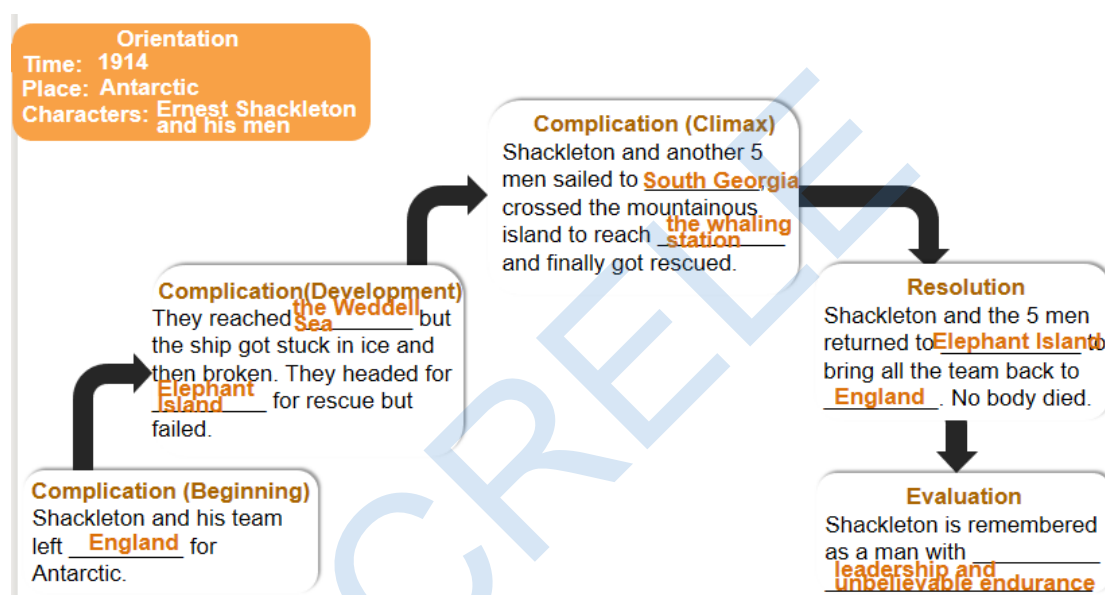 Orientation
Time: 1914
Place: Antarctic
Characters: Ernest Shackleton
and his men
Complication (Beginning)
Shackleton and his team
left England for
Antarctic.
Complication(Development)
They reached the Weddell
Sea but
the ship got stuck in ice and
then broken. They headed for
Elephant
Island for rescue but
failed.
Complication (Climax)
Shackleton and another 5
men sailed to South Georgia,
crossed the mountainous
island to reach the whaling
station
and finally got rescued.
Resolution
Shackleton and the 5 men
returned to Elephant Island to
bring all the team back to
England. No body died.
Evaluation
Shackleton is remembered
as a man with
leadership and
unbelievable endurance
CRELE